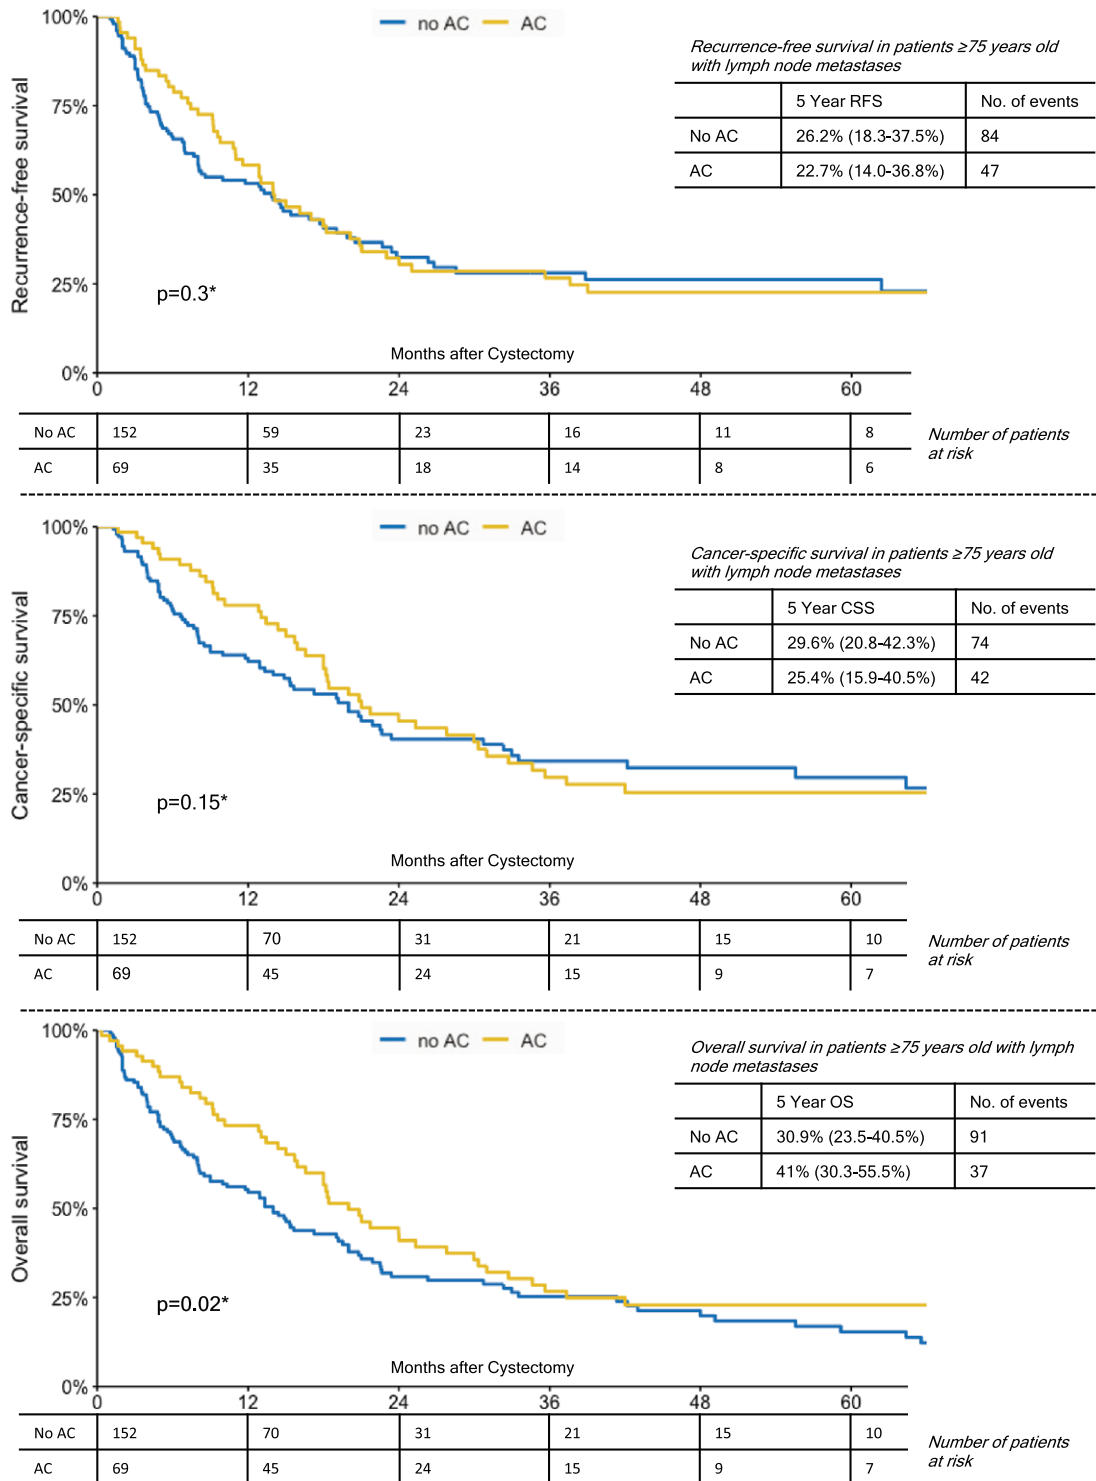 no AC AC
Recurrence-free survival in patients ≥75 years old
with lymph node metastases
5 Year RFS No. of events
No AC 26.2% (18.3-37.5%) 84
AC 22.7% (14.0-36.8%) 47
Recurrence-free survival
100%
75%
50%
25%
0%
p=0.3*
Months after Cystectomy
0 12 24 36 48 60
No AC 152 59 23 16 11 8
AC 69 35 18 14 8 6
Number of patients
at risk
no AC AC
Cancer-specific survival in patients ≥75 years old
with lymph node metastases
5 Year CSS No. of events
No AC 29.6% (20.8-42.3%) 74
AC 25.4% (15.9-40.5%) 42
Cancer-specific survival
100%
75%
50%
25%
0%
p=0.15*
Months after Cystectomy
0 12 24 36 48 60
No AC 152 70 31 21 15 10
AC 69 45 24 15 9 7
Number of patients
at risk
no AC AC
Overall survival in patients ≥75 years old with lymph
node metastases
5 Year OS No. of events
No AC 30.9% (23.5-40.5%) 91
AC 41% (30.3-55.5%) 37
Overall survival
100%
75%
50%
25%
0%
p=0.02*
Months after Cystectomy
0 12 24 36 48 60
No AC 152 70 31 21 15 10
AC 69 45 24 15 9 7
Number of patients
at risk